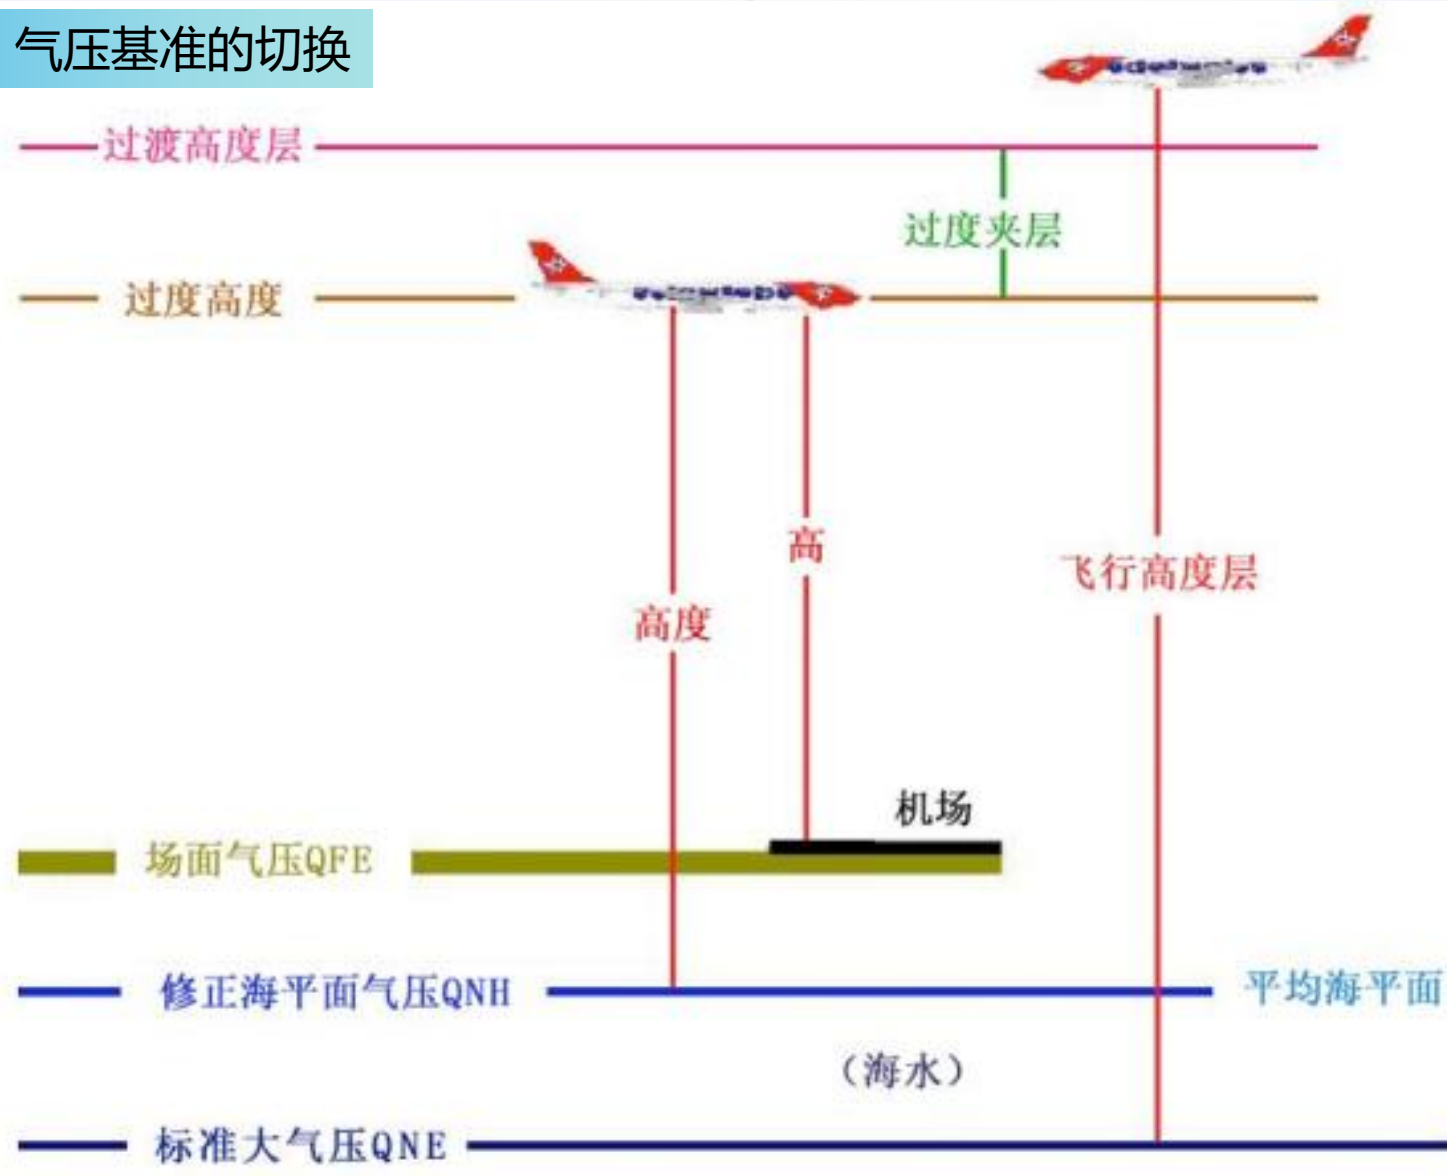 气压基准的切换
过渡高度层
过度夹层
过度高度
高
飞行高度层
高度
机场
场面气压QFE
修正海平面气压QNH
平均海平面
（海水）
标准大气压QNE